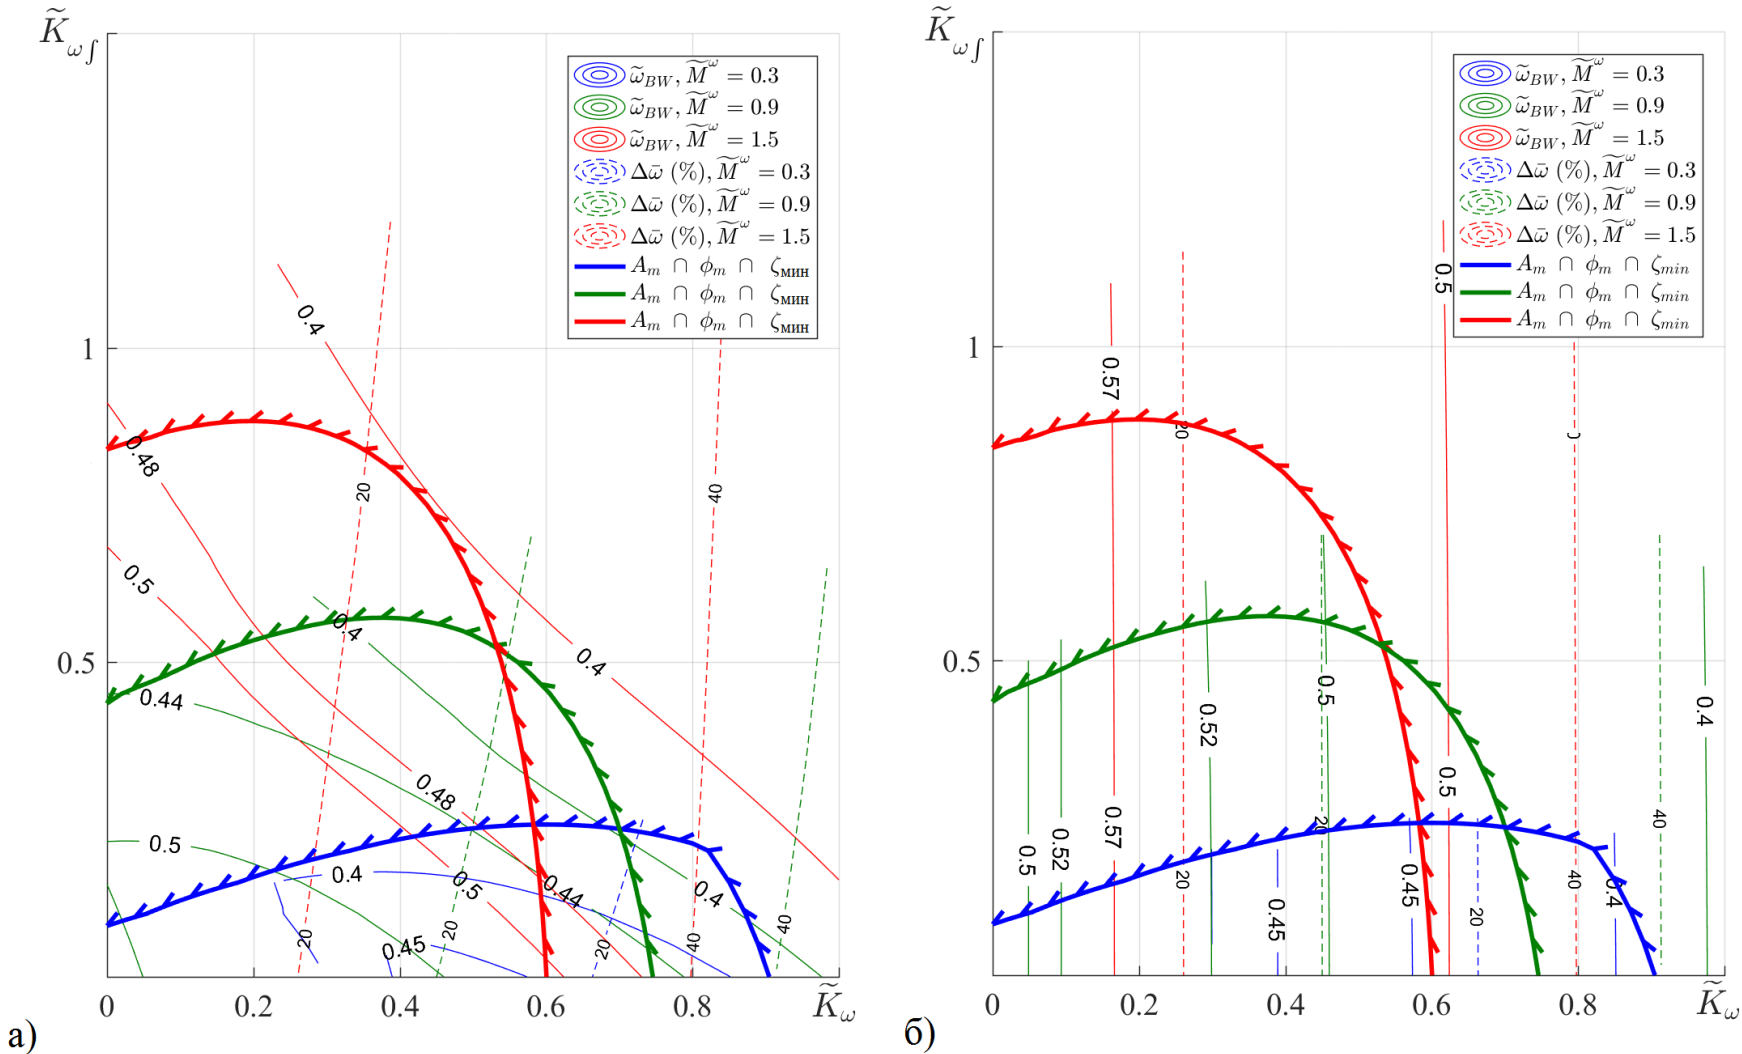 K̃_ω∫
ω̃_BW, M̃^ω = 0.3
ω̃_BW, M̃^ω = 0.9
ω̃_BW, M̃^ω = 1.5
Δω̄ (%), M̃^ω = 0.3
Δω̄ (%), M̃^ω = 0.9
Δω̄ (%), M̃^ω = 1.5
A_m ∩ ϕ_m ∩ ζ_мин
A_m ∩ ϕ_m ∩ ζ_мин
A_m ∩ ϕ_m ∩ ζ_мин
0.4
1
0.48
20
40
0.5
0.4
0.4
0.5
0.44
0.48
0.5
0.4
0.5
0.44
0.4
20
20
0.45
20
40
40
0 0.2 0.4 0.6 0.8 K̃_ω
а)
K̃_ω∫
ω̃_BW, M̃^ω = 0.3
ω̃_BW, M̃^ω = 0.9
ω̃_BW, M̃^ω = 1.5
Δω̄ (%), M̃^ω = 0.3
Δω̄ (%), M̃^ω = 0.9
Δω̄ (%), M̃^ω = 1.5
A_m ∩ ϕ_m ∩ ζ_min
A_m ∩ ϕ_m ∩ ζ_min
A_m ∩ ϕ_m ∩ ζ_min
0.5
1
0.57
20
0.5
0.5
0.52
0.4
0.5
0.57
20
40
0.52
0.5
20
40
0.45
0.45
20
0 0.2 0.4 0.6 0.8 K̃_ω
б)